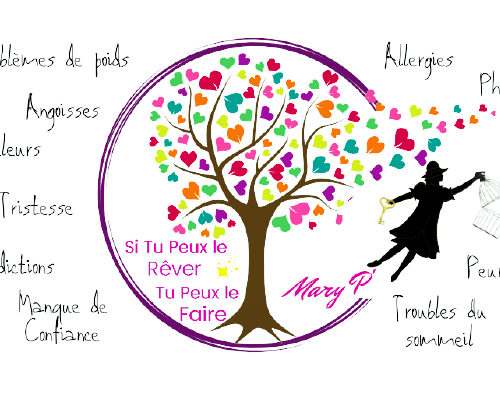 blèmes de poids
Angoisses
leurs
Tristesse
dictions
Manque de
Confiance
Si Tu Peux le
Rêver
Tu Peux le
Faire
Mary P
Allergies
Ph
Peur
Troubles du
sommeil